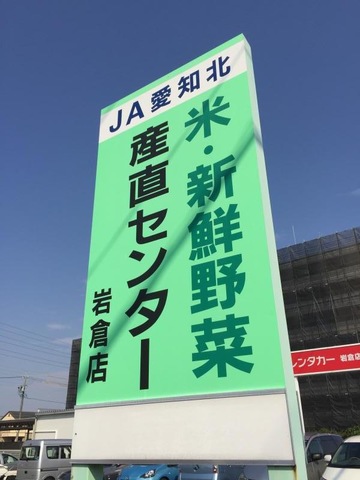 JA愛知北
米・新鮮野菜
産直センター
岩倉店
レンタカー 岩倉店